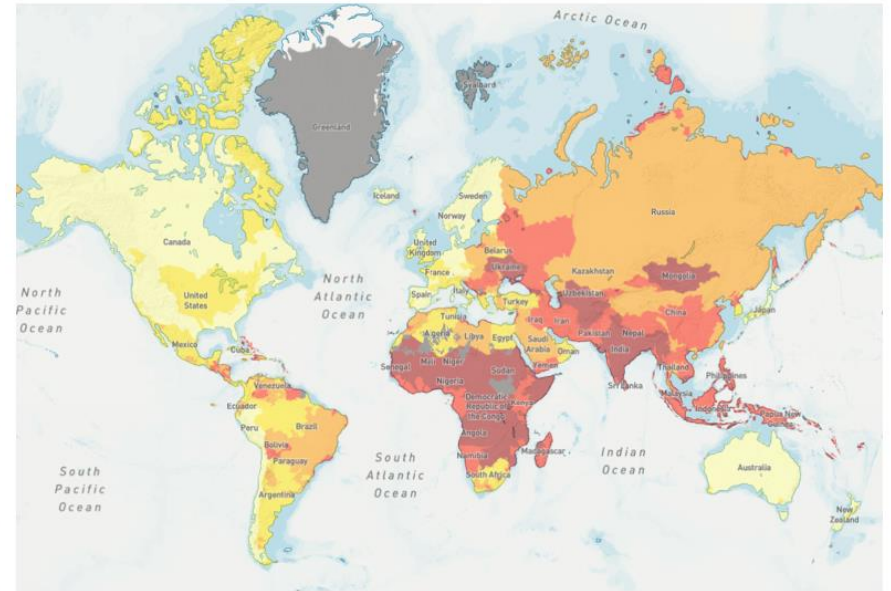 Arctic Ocean
Svalbard
Greenland
Iceland
Sweden
Norway
Russia
Canada
United
Kingdom
Belarus
Ukraine
Kazakhstan
Mongolia
France
North
Pacific
Ocean
United
States
North
Atlantic
Ocean
Spain
Italy
Turkey
Uzbekistan
China
Japan
Tunisia
Iraq
Iran
Pakistan
Nepal
Mexico
Cuba
Algeria
Libya
Egypt
Saudi
Arabia
Oman
India
Senegal
Mali
Niger
Sudan
Yemen
Thailand
Philippines
Venezuela
Nigeria
Sri Lanka
Malaysia
Ecuador
Democratic
Republic of
the Congo
Kenya
Indonesia
Papua New
Guinea
Peru
Brazil
Angola
Bolivia
Paraguay
Namibia
Madagascar
Indian
Ocean
South
Pacific
Ocean
South
Atlantic
Ocean
South Africa
Australia
Argentina
New
Zealand